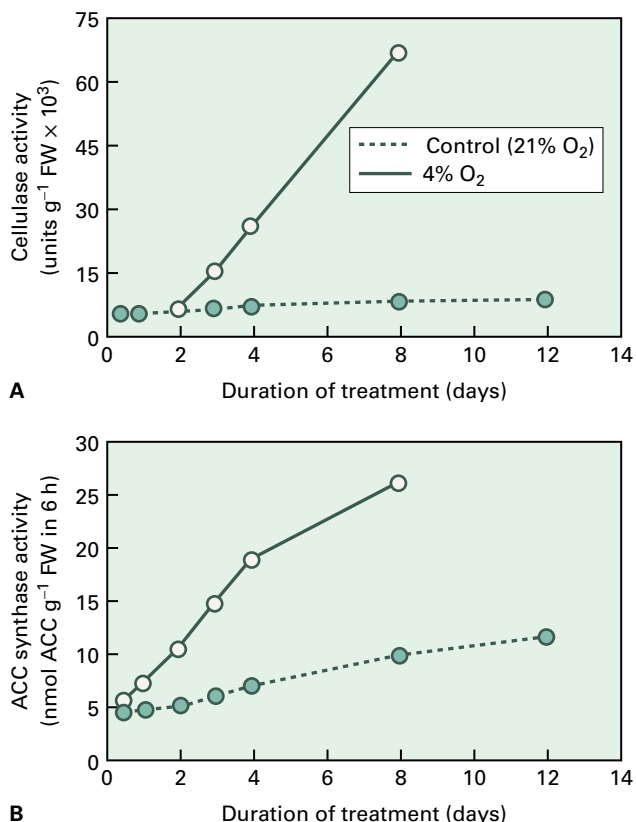 75
60
45
30
15
0
Cellulase activity
(units g⁻¹ FW × 10³)
Control (21% O₂)
4% O₂
0 2 4 6 8 10 12 14
A Duration of treatment (days)
30
25
20
15
10
5
0
ACC synthase activity
(nmol ACC g⁻¹ FW in 6 h)
0 2 4 6 8 10 12 14
B Duration of treatment (days)